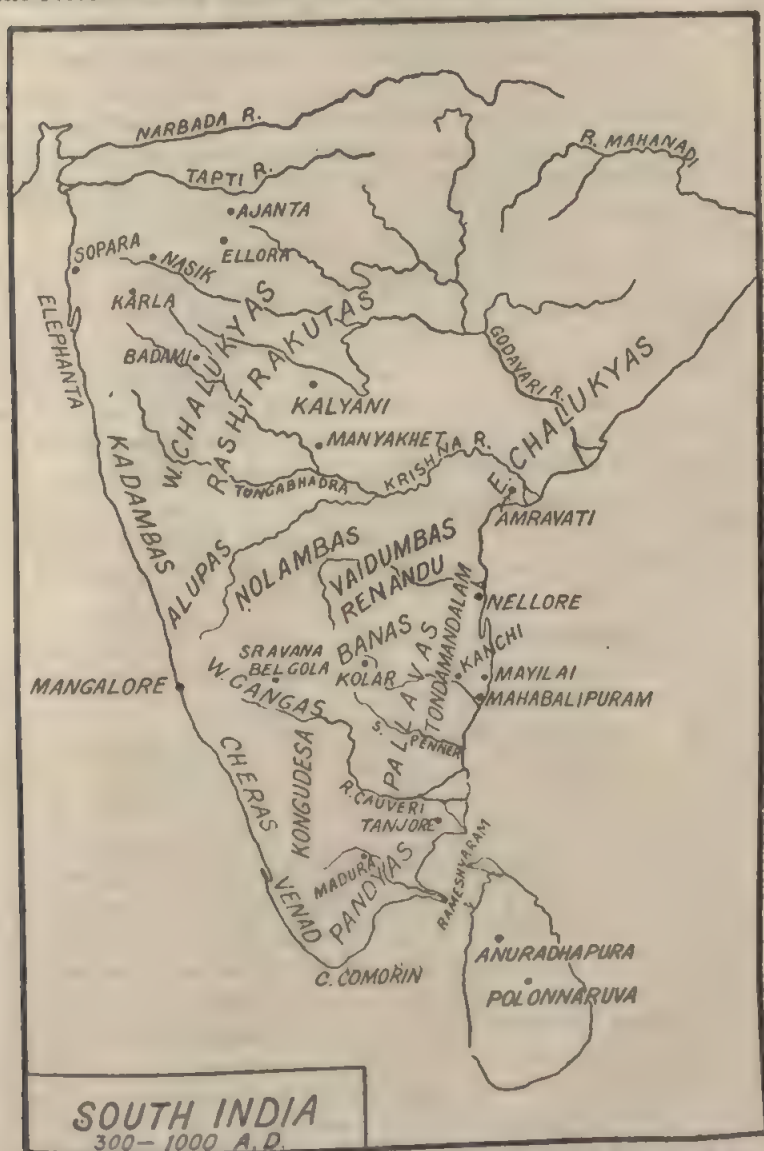 NARBADA R.
R. MAHANADI
TAPTI R.
AJANTA
SOPARA
NASIK
ELLORA
KARLA
ELEPHANTA
W. CHALUKYAS
RASHTRAKUTAS
BADAMI
KALYANI
GODAVARI R.
E. CHALUKYAS
KADAMBAS
MANYAKHET
TUNGABHADRA
KRISHNA R.
AMRAVATI
ALUPAS
NOLAMBAS
VAIDUMBAS
RENANDU
NELLORE
TONDAMANDALAM
SRAVANA
BELGOLA
BANAS
KOLAR
KANCHI
MAYILAI
MAHABALIPURAM
MANGALORE
W. GANGAS
PALLAVAS
S. PENNER
CHERAS
KONGUDESA
R. CAUVERI
TANJORE
MADURA
PANDYAS
RAMESHVARAM
VENAD
C. COMORIN
ANURADHAPURA
POLONNARUVA
SOUTH INDIA
300-1000 A.D.